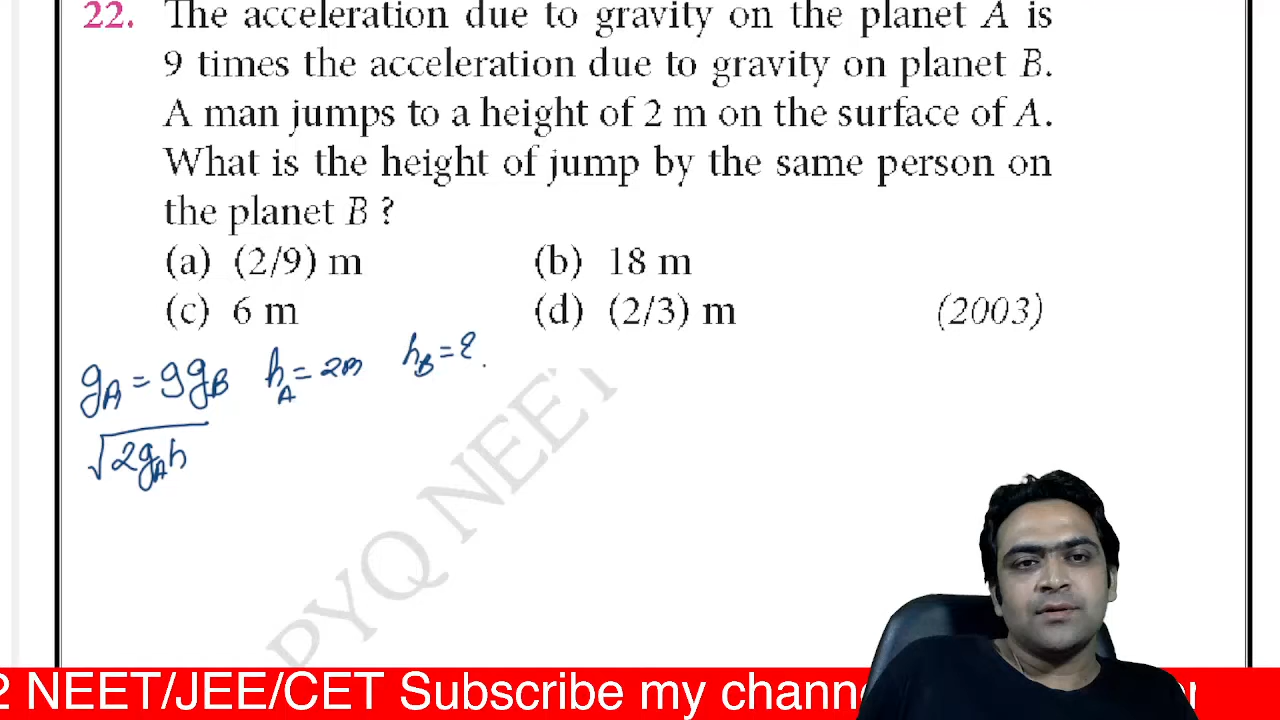 22. The acceleration due to gravity on the planet A is
9 times the acceleration due to gravity on planet B.
A man jumps to a height of 2 m on the surface of A.
What is the height of jump by the same person on
the planet B ?
(a) (2/9) m (b) 18 m
(c) 6 m (d) (2/3) m (2003)
gA = 9gB hA = 2m hB = ?
√2gAh
PYQ NEET
2 NEET/JEE/CET Subscribe my channe